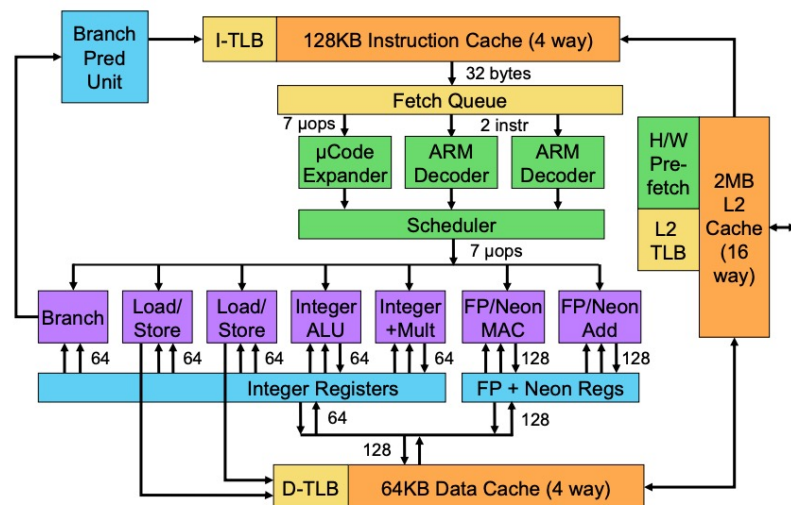 Branch
Pred
Unit
I-TLB
128KB Instruction Cache (4 way)
32 bytes
Fetch Queue
7 µops
2 instr
µCode
Expander
ARM
Decoder
ARM
Decoder
H/W
Pre-
fetch
L2
TLB
2MB
L2
Cache
(16
way)
Scheduler
7 µops
Branch
Load/
Store
Load/
Store
Integer
ALU
Integer
+Mult
FP/Neon
MAC
FP/Neon
Add
64
64
64
64
64
128
128
Integer Registers
FP + Neon Regs
64
128
128
D-TLB
64KB Data Cache (4 way)